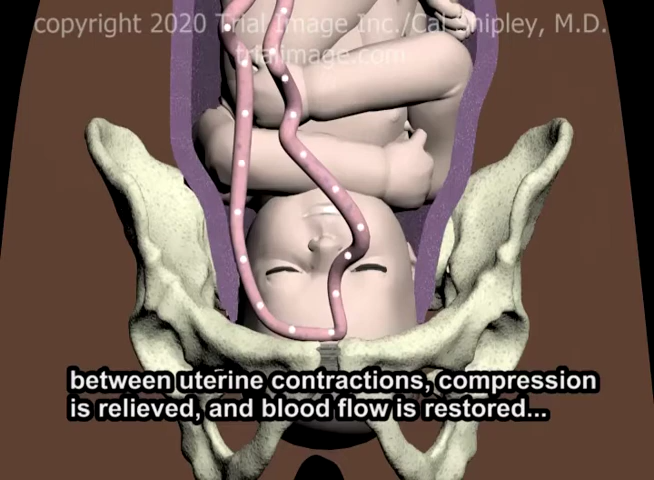 copyright 2020 Trial Image Inc./Cal Shipley, M.D.
trialimage.com
between uterine contractions, compression
is relieved, and blood flow is restored...